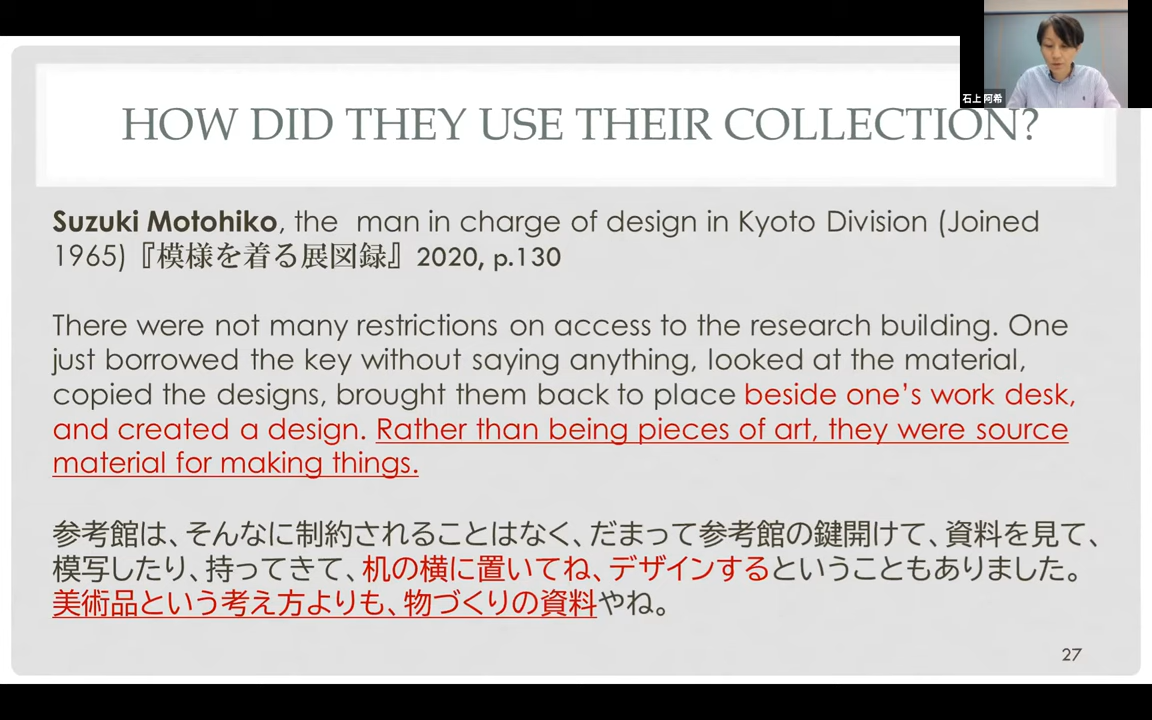 石上 阿希
HOW DID THEY USE THEIR COLLECTION?
Suzuki Motohiko, the man in charge of design in Kyoto Division (Joined
1965)『模様を着る展図録』2020, p.130
There were not many restrictions on access to the research building. One
just borrowed the key without saying anything, looked at the material,
copied the designs, brought them back to place beside one's work desk,
and created a design. Rather than being pieces of art, they were source
material for making things.
参考館は、そんなに制約されることはなく、だまって参考館の鍵開けて、資料を見て、
模写したり、持ってきて、机の横に置いてね、デザインするということもありました。
美術品という考え方よりも、物づくりの資料やね。
27